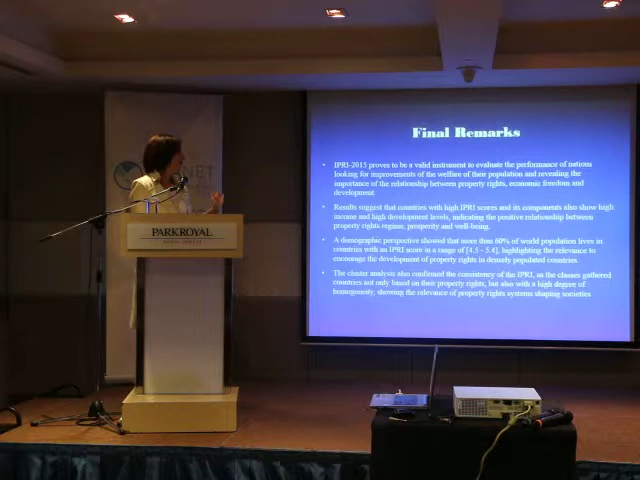 Final Remarks
• IPRI-2015 proves to be a valid instrument to evaluate the performance of nations
looking for improvements of the welfare of their population and revealing the
importance of the relationship between property rights, economic freedom and
development.
• Results suggest that countries with high IPRI scores and its components also show high
income and high development levels, indicating the positive relationship between
property rights regime, prosperity and well-being.
• A demographic perspective showed that more than 60% of world population lives in
countries with an IPRI score in a range of [4.5 - 5.4], highlighting the relevance to
encourage the development of property rights in densely populated countries
• The cluster analysis also confirmed the consistency of the IPRI, as the classes gathered
countries not only based on their property rights, but also with a high degree of
homogeneity, showing the relevance of property rights systems shaping societies
NET
PARKROYAL